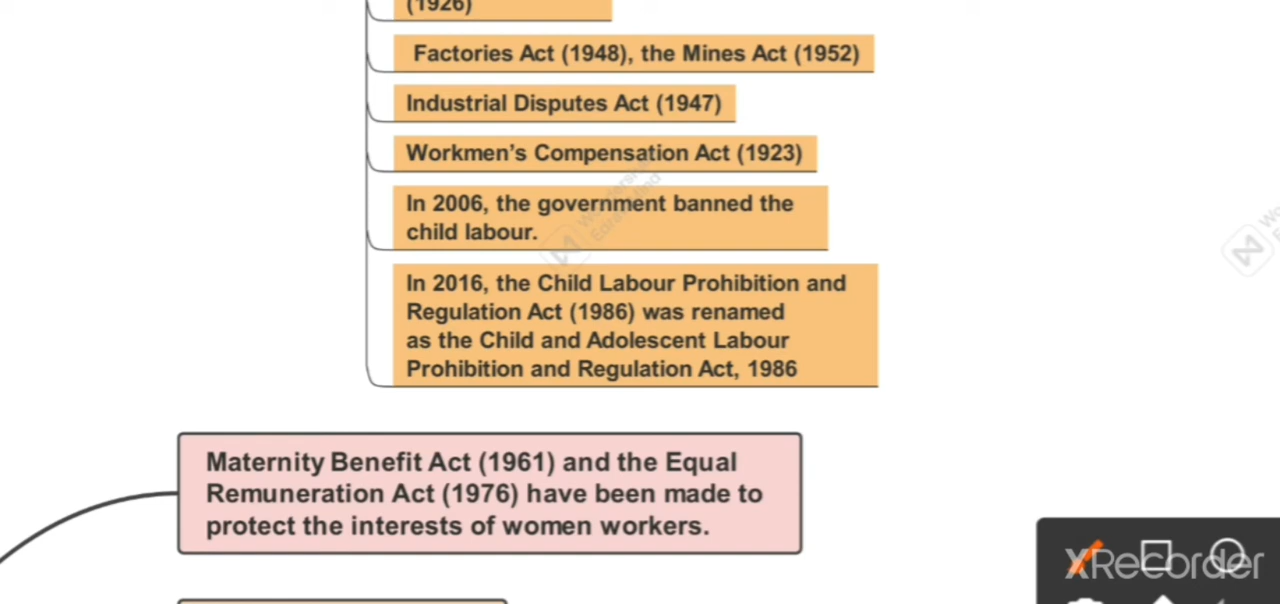 (1926)
Factories Act (1948), the Mines Act (1952)
Industrial Disputes Act (1947)
Workmen's Compensation Act (1923)
In 2006, the government banned the
child labour.
In 2016, the Child Labour Prohibition and
Regulation Act (1986) was renamed
as the Child and Adolescent Labour
Prohibition and Regulation Act, 1986
Maternity Benefit Act (1961) and the Equal
Remuneration Act (1976) have been made to
protect the interests of women workers.
XRecorder